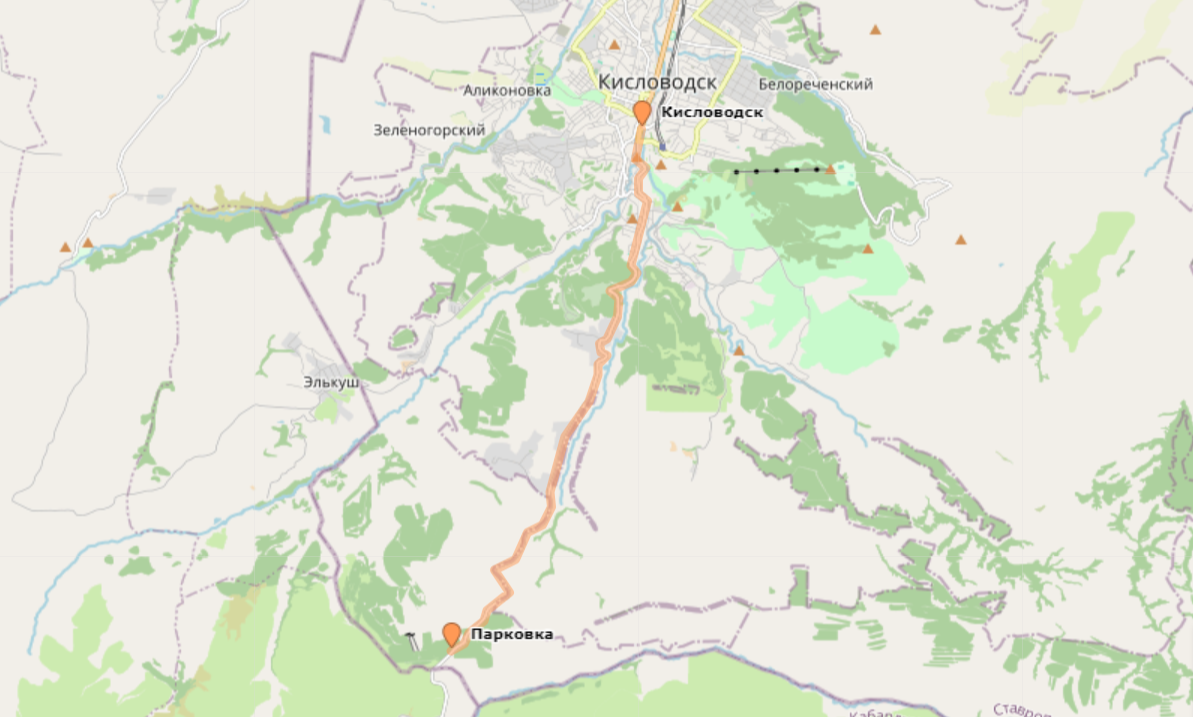 Кисловодск
Аликоновка
Белореченский
Кисловодск
Зеленогорский
Элькуш
Парковка